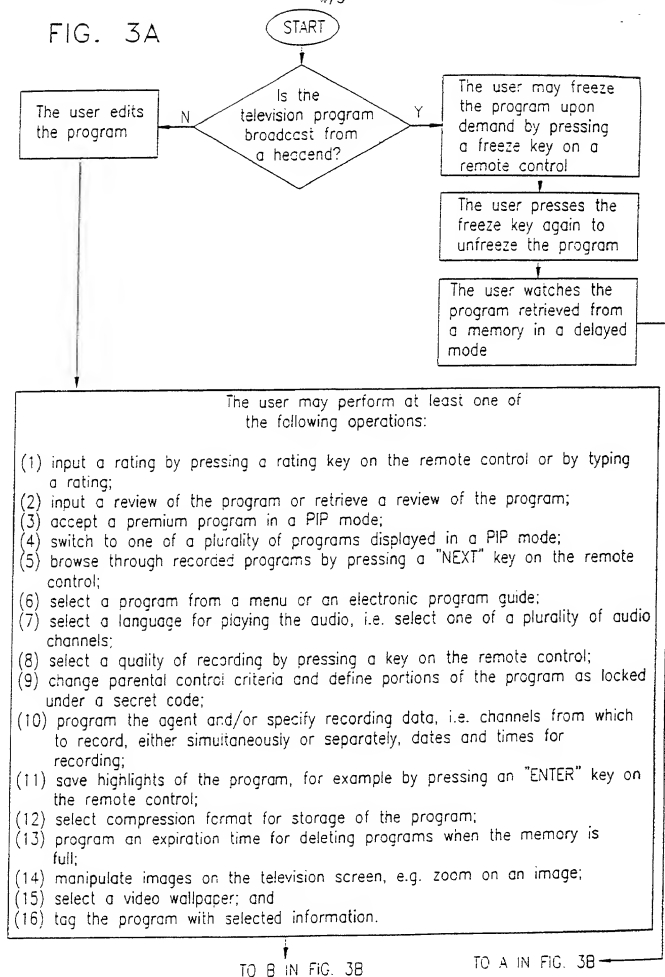 FIG. 3A
START
Is the
television program
broadcast from
a headend?
N
Y
The user edits
the program
The user may freeze
the program upon
demand by pressing
a freeze key on a
remote control
The user presses the
freeze key again to
unfreeze the program
The user watches the
program retrieved from
a memory in a delayed
mode
The user may perform at least one of
the following operations:
(1) input a rating by pressing a rating key on the remote control or by typing
a rating;
(2) input a review of the program or retrieve a review of the program;
(3) accept a premium program in a PIP mode;
(4) switch to one of a plurality of programs displayed in a PIP mode;
(5) browse through recorded programs by pressing a "NEXT" key on the remote
control;
(6) select a program from a menu or an electronic program guide;
(7) select a language for playing the audio, i.e. select one of a plurality of audio
channels;
(8) select a quality of recording by pressing a key on the remote control;
(9) change parental control criteria and define portions of the program as locked
under a secret code;
(10) program the agent and/or specify recording data, i.e. channels from which
to record, either simultaneously or separately, dates and times for
recording;
(11) save highlights of the program, for example by pressing an "ENTER" key on
the remote control;
(12) select compression format for storage of the program;
(13) program an expiration time for deleting programs when the memory is
full;
(14) manipulate images on the television screen, e.g. zoom on an image;
(15) select a video wallpaper; and
(16) tag the program with selected information.
TO B IN FIG. 3B
TO A IN FIG. 3B